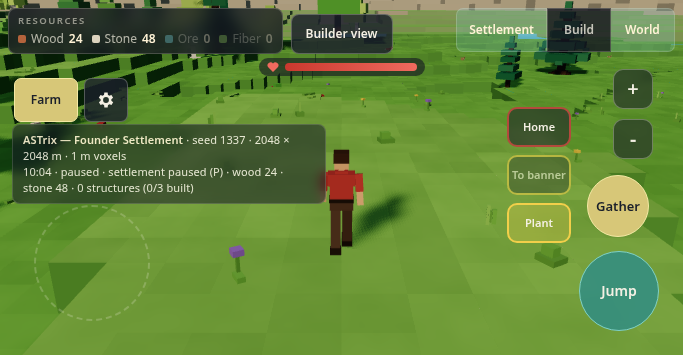 RESOURCES
Wood 24 Stone 48 Ore 0 Fiber 0
Builder view
Settlement Build World
Farm
+
-
Home
To banner
Plant
Gather
Jump
ASTrix — Founder Settlement · seed 1337 · 2048 ×
2048 m · 1 m voxels
10:04 · paused · settlement paused (P) · wood 24 ·
stone 48 · 0 structures (0/3 built)